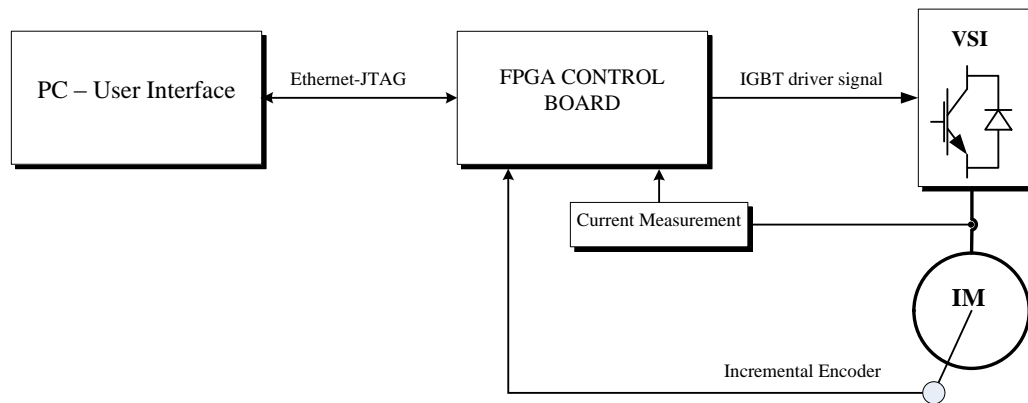 PC – User Interface
Ethernet-JTAG
FPGA CONTROL
BOARD
IGBT driver signal
VSI
Current Measurement
IM
Incremental Encoder